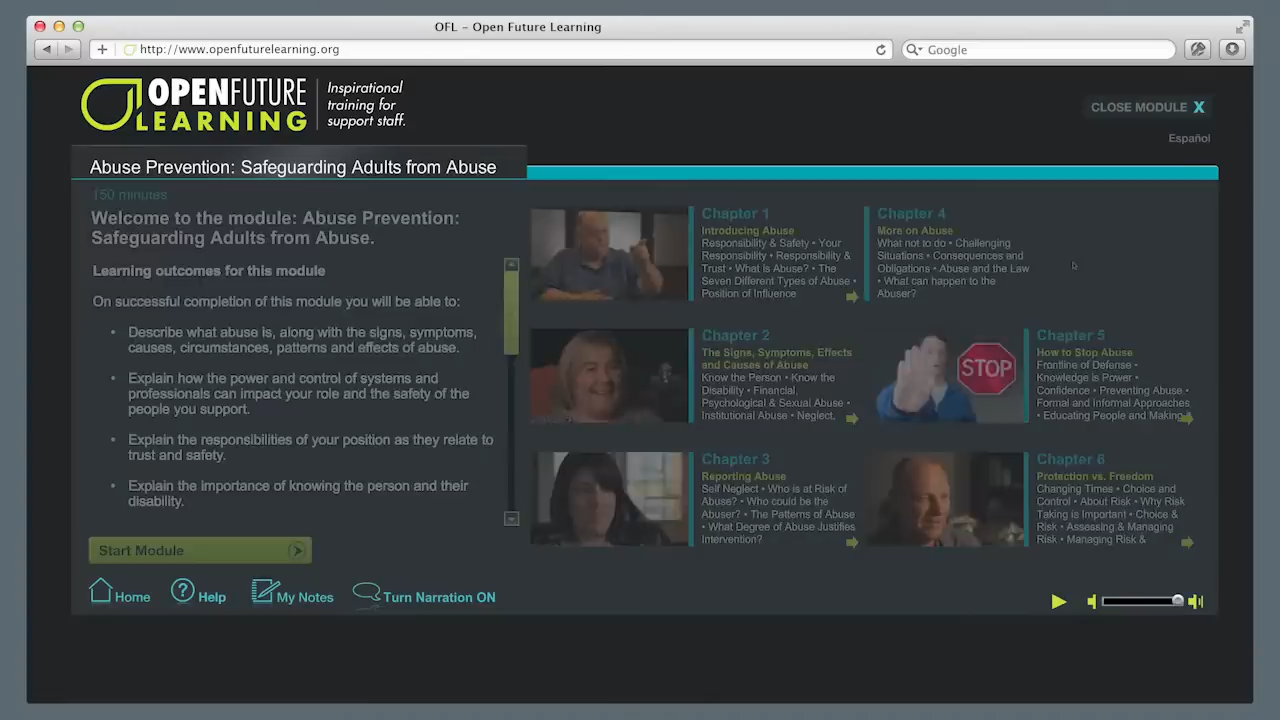 OFL – Open Future Learning
http://www.openfuturelearning.org
Google
OPENFUTURE
LEARNING
Inspirational
training for
support staff.
CLOSE MODULE X
Español
Abuse Prevention: Safeguarding Adults from Abuse
150 minutes
Welcome to the module: Abuse Prevention:
Safeguarding Adults from Abuse.
Learning outcomes for this module
On successful completion of this module you will be able to:
• Describe what abuse is, along with the signs, symptoms,
causes, circumstances, patterns and effects of abuse.
• Explain how the power and control of systems and
professionals can impact your role and the safety of the
people you support.
• Explain the responsibilities of your position as they relate to
trust and safety.
• Explain the importance of knowing the person and their
disability.
Start Module
Home
Help
My Notes
Turn Narration ON
Chapter 1
Introducing Abuse
Responsibility & Safety • Your
Responsibility • Responsibility &
Trust • What is Abuse? • The
Seven Different Types of Abuse •
Position of Influence
Chapter 2
The Signs, Symptoms, Effects
and Causes of Abuse
Know the Person • Know the
Disability • Financial,
Psychological & Sexual Abuse •
Institutional Abuse • Neglect,
Chapter 3
Reporting Abuse
Self Neglect • Who is at Risk of
Abuse? • Who could be the
Abuser? • The Patterns of Abuse
• What Degree of Abuse Justifies
Intervention?
Chapter 4
More on Abuse
What not to do • Challenging
Situations • Consequences and
Obligations • Abuse and the Law
• What can happen to the
Abuser?
STOP
Chapter 5
How to Stop Abuse
Frontline of Defense •
Knowledge is Power •
Confidence • Preventing Abuse •
Formal and Informal Approaches
• Educating People and Making
Chapter 6
Protection vs. Freedom
Changing Times • Choice and
Control • About Risk • Why Risk
Taking is Important • Choice &
Risk • Assessing & Managing
Risk • Managing Risk &